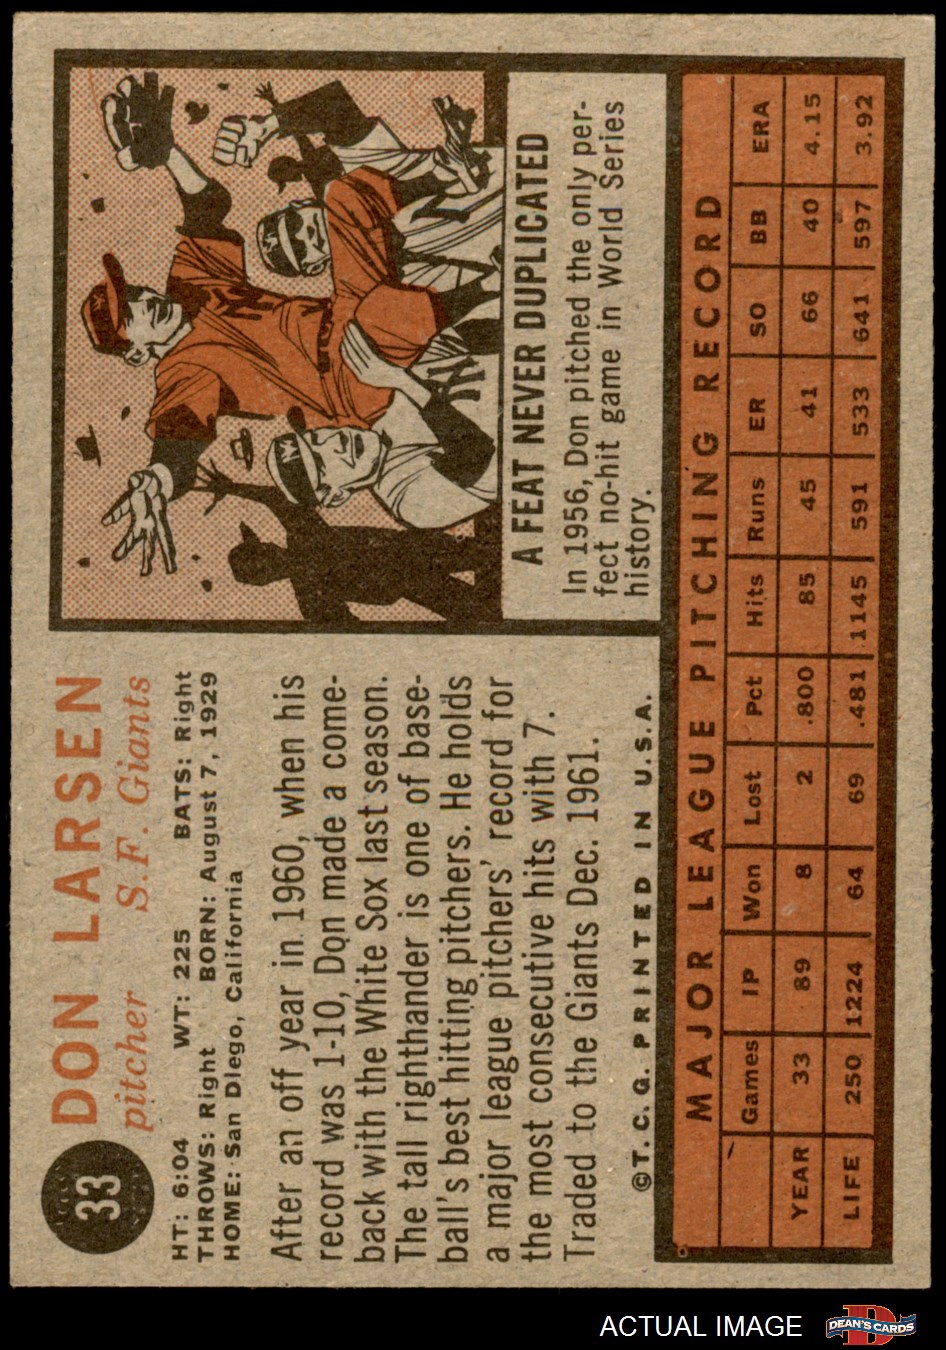 33
DON LARSEN
pitcher S.F. Giants
HT: 6:04 WT: 225 BATS: Right
THROWS: Right BORN: August 7, 1929
HOME: San Diego, California
After an off year in 1960, when his
record was 1-10, Don made a come-
back with the White Sox last season.
The tall righthander is one of base-
ball's best hitting pitchers. He holds
a major league pitchers' record for
the most consecutive hits with 7.
Traded to the Giants Dec. 1961.
©T. C. G. PRINTED IN U.S.A.
A FEAT NEVER DUPLICATED
In 1956, Don pitched the only per-
fect no-hit game in World Series
history.
MAJOR LEAGUE PITCHING RECORD
Games IP Won Lost Pct Hits Runs ER SO BB ERA
YEAR 33 89 8 2 .800 85 45 41 66 40 4.15
LIFE 250 1224 64 69 .481 1145 591 533 641 597 3.92
ACTUAL IMAGE
DEAN'S CARDS